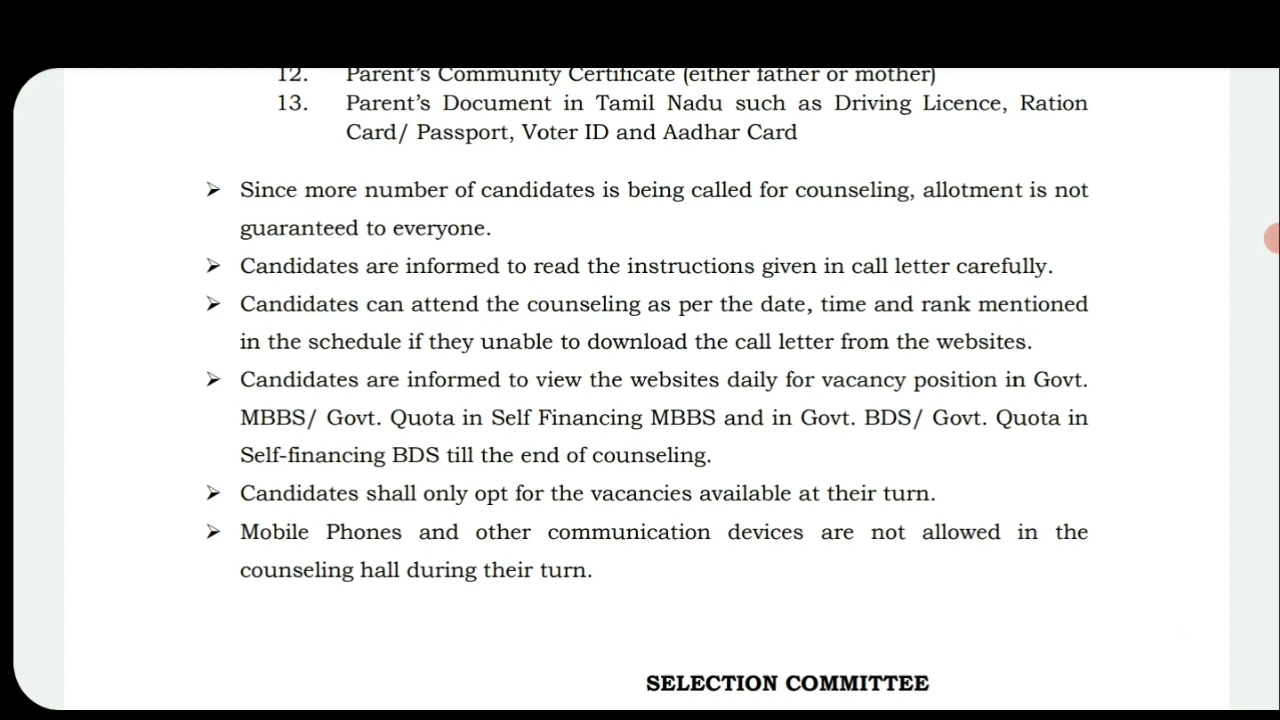 12. Parent's Community Certificate (either father or mother)
13. Parent's Document in Tamil Nadu such as Driving Licence, Ration
Card/ Passport, Voter ID and Aadhar Card
➢ Since more number of candidates is being called for counseling, allotment is not
guaranteed to everyone.
➢ Candidates are informed to read the instructions given in call letter carefully.
➢ Candidates can attend the counseling as per the date, time and rank mentioned
in the schedule if they unable to download the call letter from the websites.
➢ Candidates are informed to view the websites daily for vacancy position in Govt.
MBBS/ Govt. Quota in Self Financing MBBS and in Govt. BDS/ Govt. Quota in
Self-financing BDS till the end of counseling.
➢ Candidates shall only opt for the vacancies available at their turn.
➢ Mobile Phones and other communication devices are not allowed in the
counseling hall during their turn.
SELECTION COMMITTEE